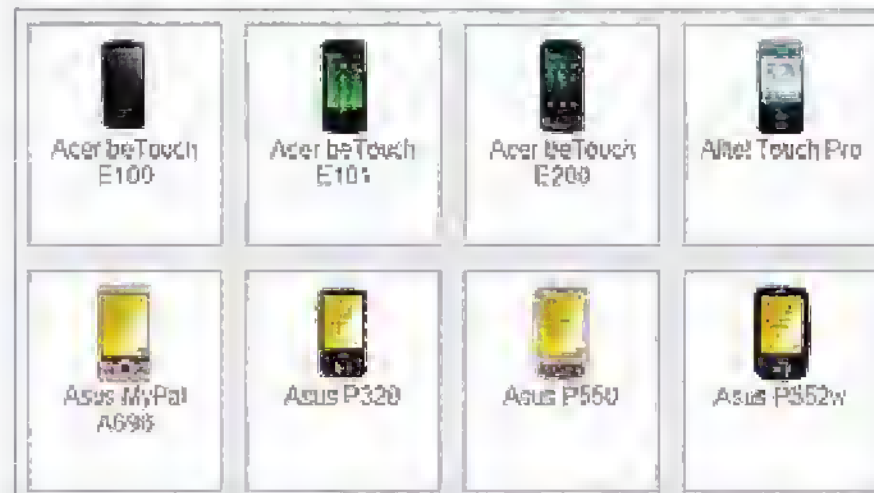 Acer beTouch
E100
Acer beTouch
E101
Acer beTouch
E200
Alltel Touch Pro
Asus MyPal
A696
Asus P320
Asus P550
Asus P552w